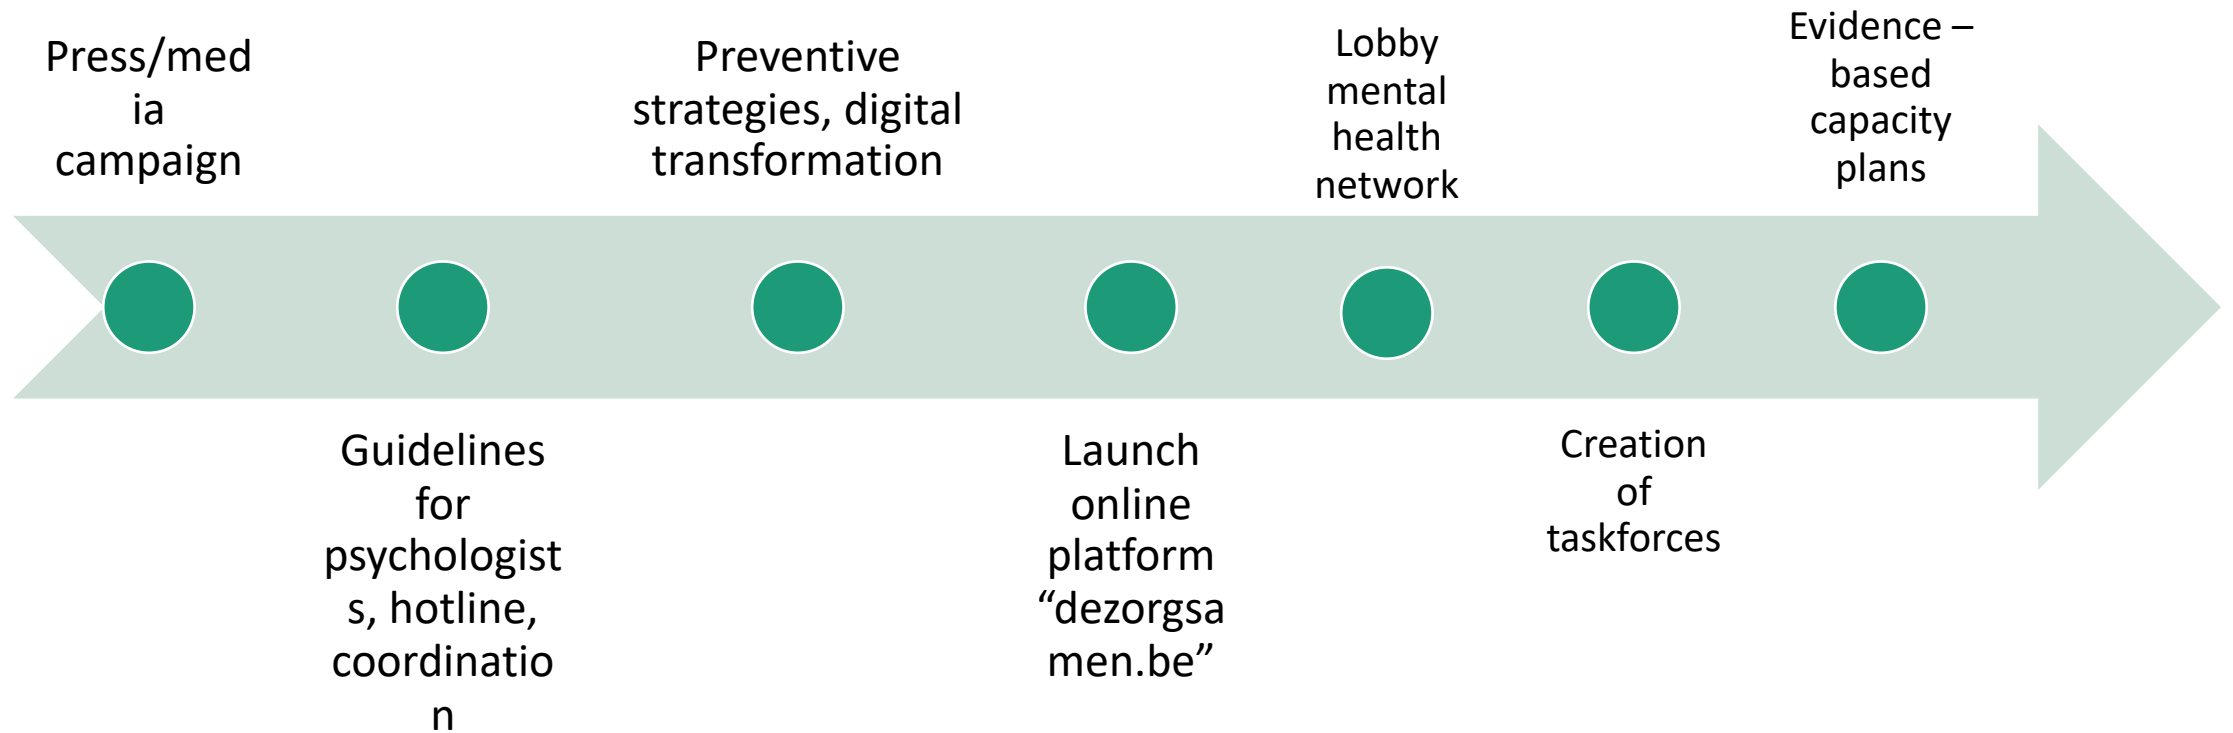 Press/med
ia
campaign
Guidelines
for
psychologist
s, hotline,
coordinatio
n
Preventive
strategies, digital
transformation
Launch
online
platform
“dezorgsa
men.be”
Lobby
mental
health
network
Creation
of
taskforces
Evidence –
based
capacity
plans